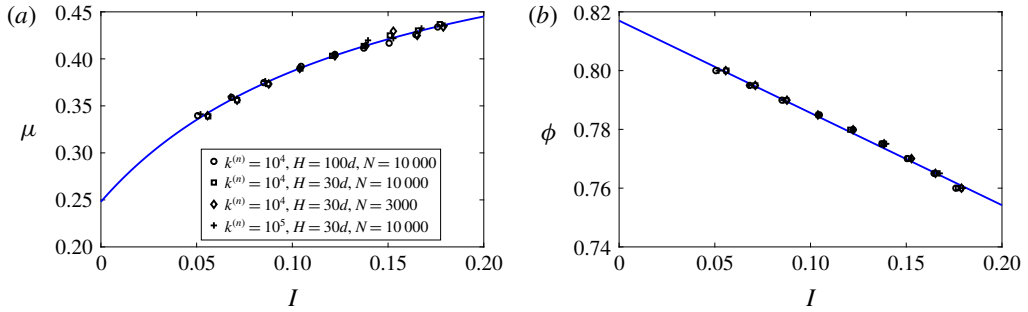 (a)
0.45
0.40
0.35
0.30
0.25
0.20
μ
k⁽ⁿ⁾ = 10⁴, H = 100d, N = 10 000
k⁽ⁿ⁾ = 10⁴, H = 30d, N = 10 000
k⁽ⁿ⁾ = 10⁴, H = 30d, N = 3000
k⁽ⁿ⁾ = 10⁵, H = 30d, N = 10 000
0 0.05 0.10 0.15 0.20
I
(b)
0.82
0.80
0.78
0.76
0.74
ϕ
0 0.05 0.10 0.15 0.20
I